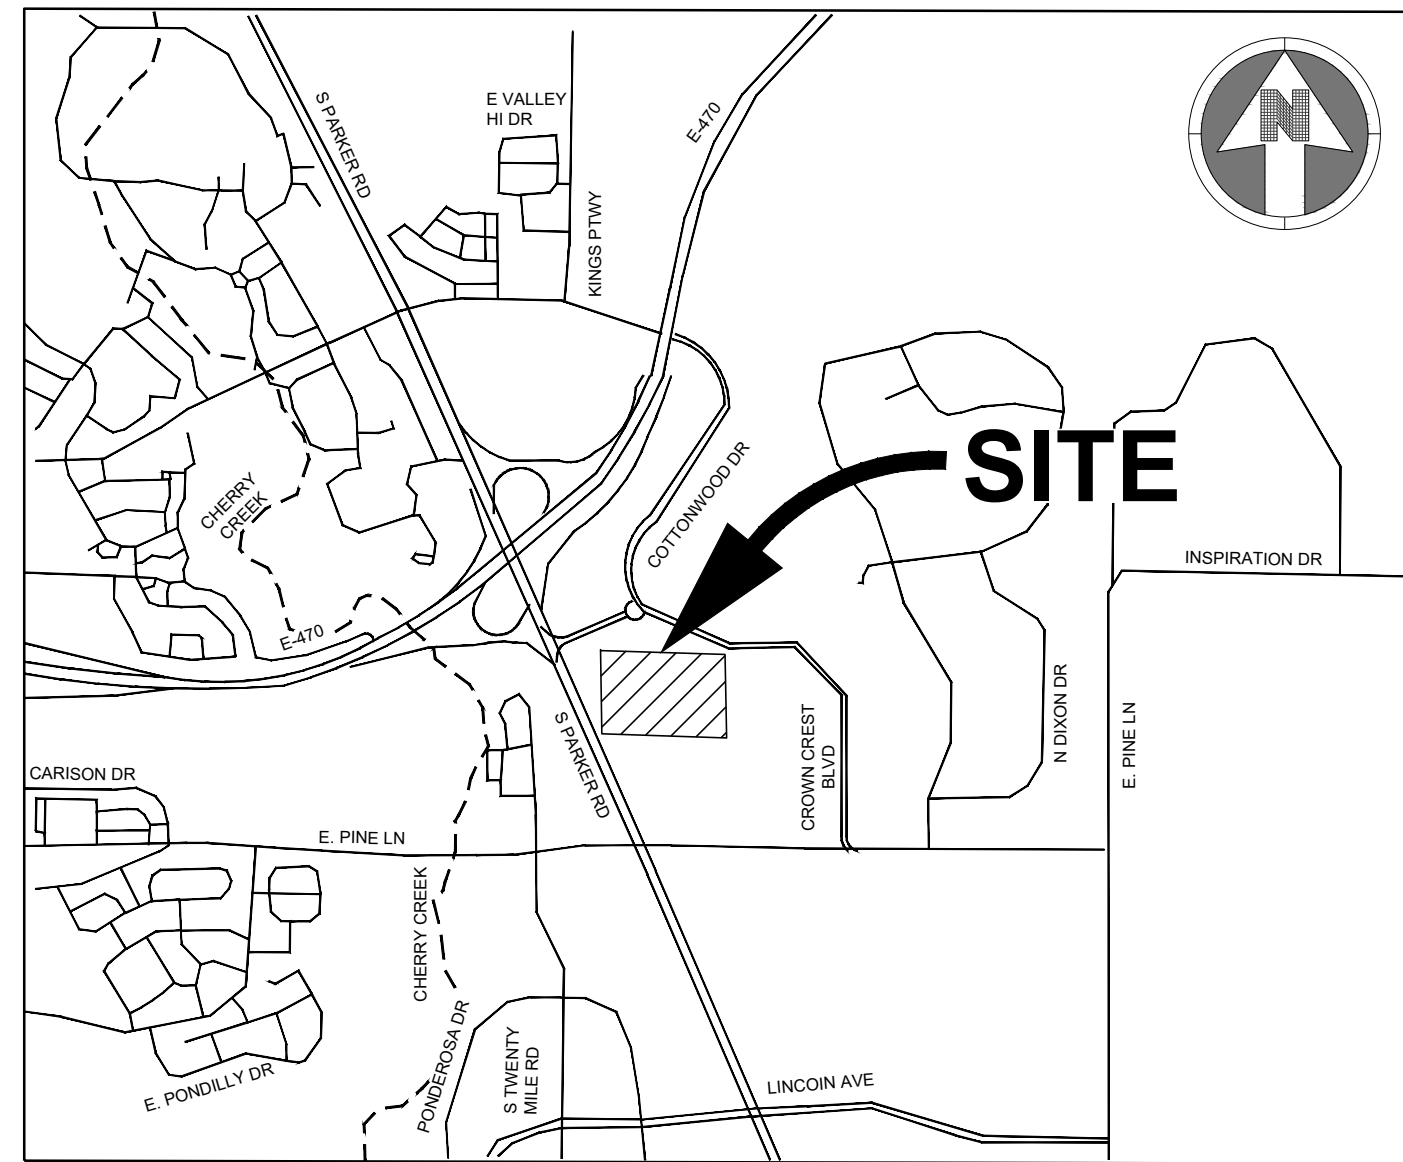 E VALLEY
HI DR
S PARKER RD
E-470
N
KINGS PTWY
SITE
CHERRY
CREEK
COTTONWOOD DR
INSPIRATION DR
E-470
N DIXON DR
E. PINE LN
CROWN CREST
BLVD
S PARKER RD
CARISON DR
E. PINE LN
CHERRY CREEK
PONDEROSA DR
S TWENTY
MILE RD
LINCOIN AVE
E. PONDILLY DR